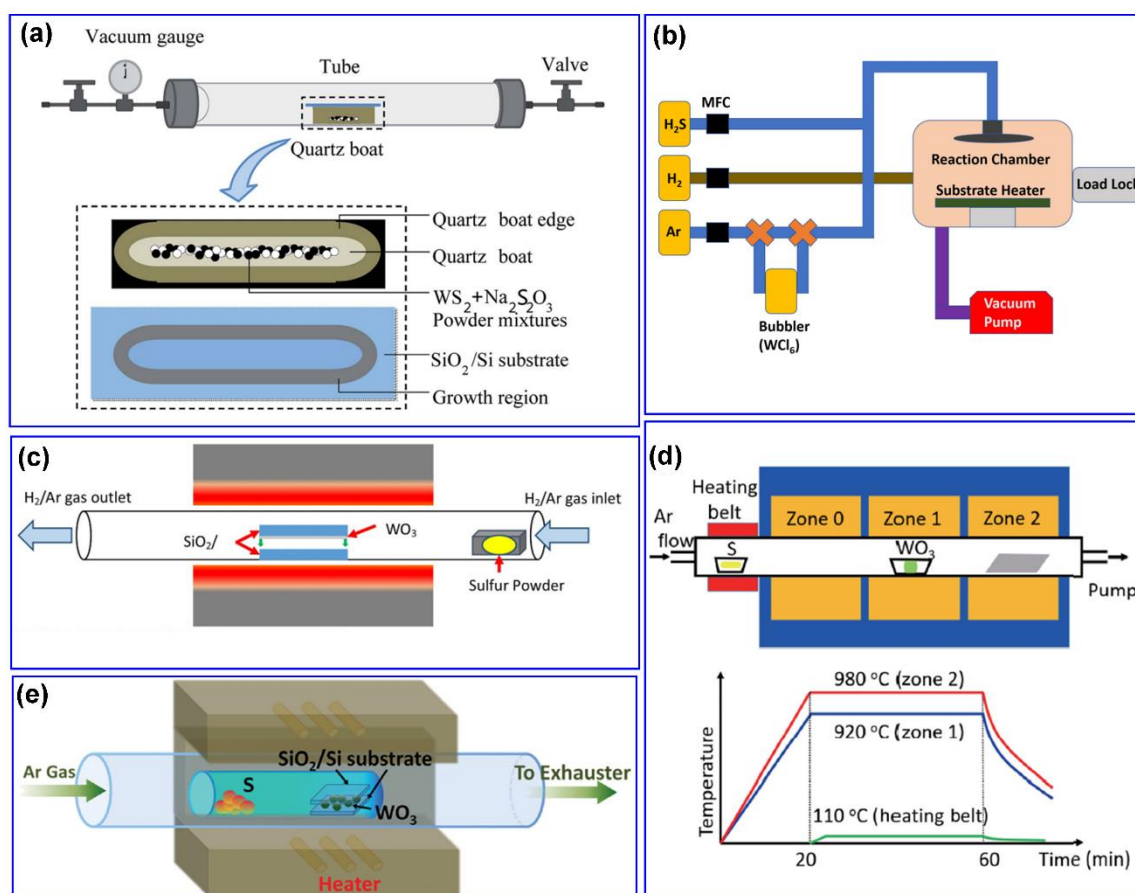 (a)
Vacuum gauge
j
Tube
Valve
Quartz boat
Quartz boat edge
Quartz boat
WS2+Na2S2O3
Powder mixtures
SiO2/Si substrate
Growth region
(b)
MFC
H2S
H2
Ar
Reaction Chamber
Substrate Heater
Load Lock
Bubbler
(WCl6)
Vacuum
Pump
(c)
H2/Ar gas outlet
H2/Ar gas inlet
SiO2/
WO3
Sulfur Powder
(d)
Heating
belt
Zone 0 Zone 1 Zone 2
Ar
flow
S
WO3
Pump
980 °C (zone 2)
920 °C (zone 1)
110 °C (heating belt)
Temperature
20 60 Time (min)
(e)
Ar Gas
S
SiO2/Si substrate
WO3
To Exhauster
Heater